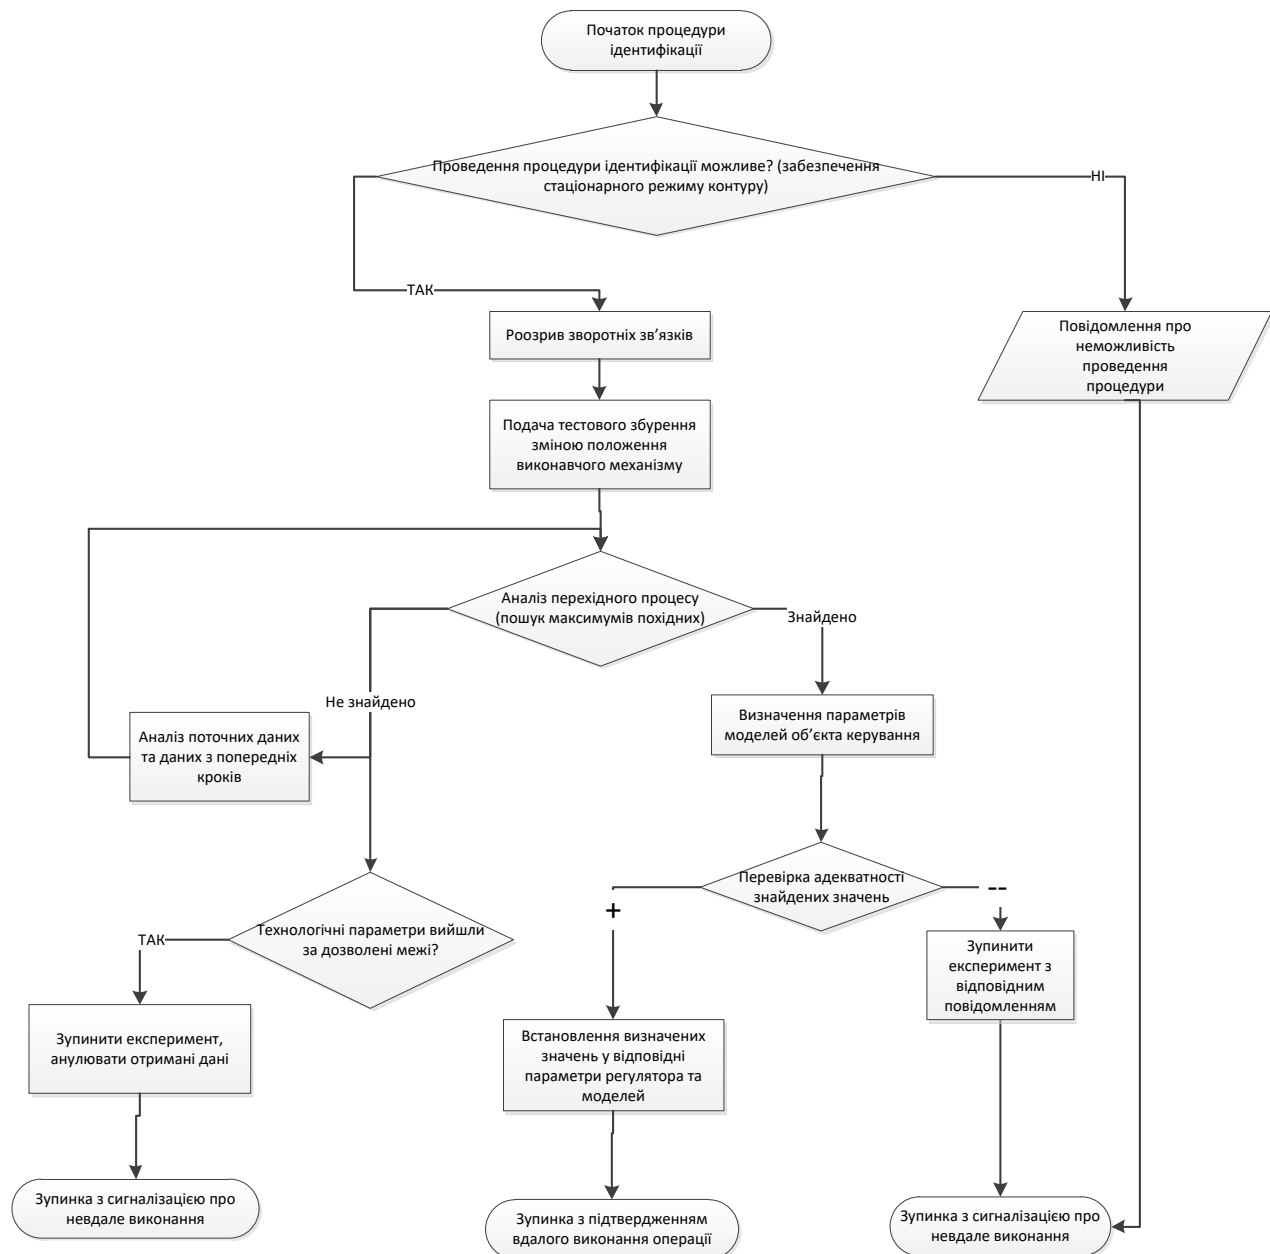 Початок процедури
ідентифікації
Проведення процедури ідентифікації можливе? (забезпечення
стаціонарного режиму контуру)
НІ
ТАК
Роозрив зворотніх зв’язків
Повідомлення про
неможливість
проведення
процедури
Подача тестового збурення
зміною положення
виконавчого механізму
Аналіз перехідного процесу
(пошук максимумів похідних)
Знайдено
Не знайдено
Аналіз поточних даних
та даних з попередніх
кроків
Визначення параметрів
моделей об’єкта керування
Перевірка адекватності
знайдених значень
--
+
Технологічні параметри вийшли
за дозволені межі?
ТАК
Зупинити
експеримент з
відповідним
повідомленням
Зупинити експеримент,
анулювати отримані дані
Встановлення визначених
значень у відповідні
параметри регулятора та
моделей
Зупинка з сигналізацією про
невдале виконання
Зупинка з підтвердженням
вдалого виконання операції
Зупинка з сигналізацією про
невдале виконання